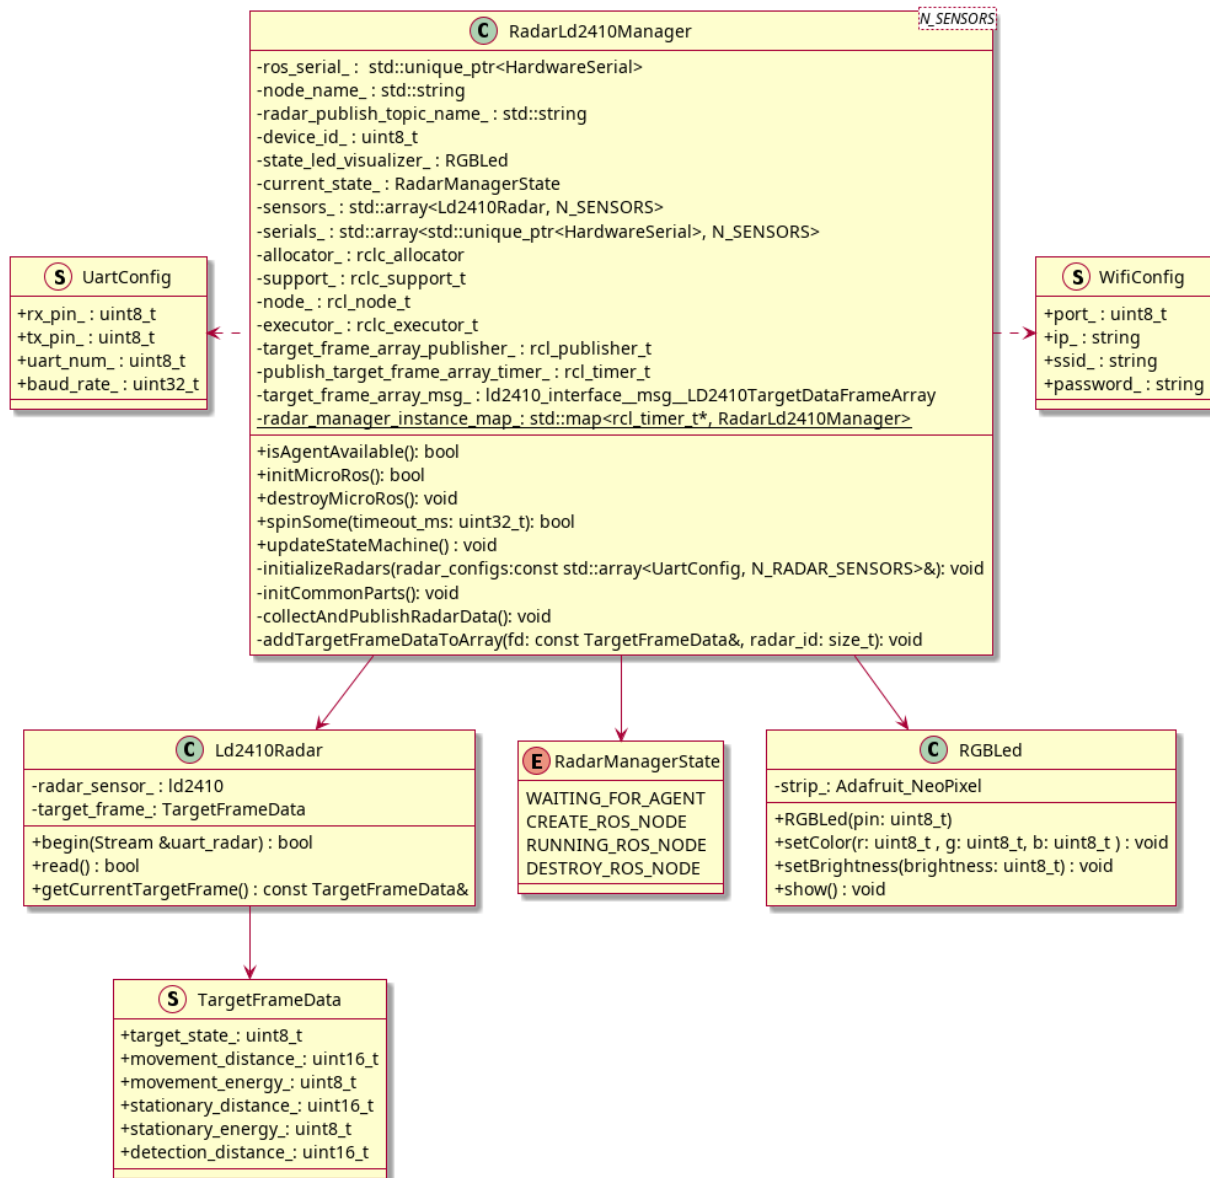 N_SENSORS
C RadarLd2410Manager
-ros_serial_ :  std::unique_ptr<HardwareSerial>
-node_name_ : std::string
-radar_publish_topic_name_ : std::string
-device_id_ : uint8_t
-state_led_visualizer_ : RGBLed
-current_state_ : RadarManagerState
-sensors_ : std::array<Ld2410Radar, N_SENSORS>
-serials_ : std::array<std::unique_ptr<HardwareSerial>, N_SENSORS>
-allocator_ : rclc_allocator
-support_ : rclc_support_t
-node_ : rcl_node_t
-executor_ : rclc_executor_t
-target_frame_array_publisher_ : rcl_publisher_t
-publish_target_frame_array_timer_ : rcl_timer_t
-target_frame_array_msg_ : ld2410_interface__msg__LD2410TargetDataFrameArray
-radar_manager_instance_map_: std::map<rcl_timer_t*, RadarLd2410Manager>
+isAgentAvailable(): bool
+initMicroRos(): bool
+destroyMicroRos(): void
+spinSome(timeout_ms: uint32_t): bool
+updateStateMachine() : void
-initializeRadars(radar_configs:const std::array<UartConfig, N_RADAR_SENSORS>&): void
-initCommonParts(): void
-collectAndPublishRadarData(): void
-addTargetFrameDataToArray(fd: const TargetFrameData&, radar_id: size_t): void
S UartConfig
+rx_pin_ : uint8_t
+tx_pin_ : uint8_t
+uart_num_ : uint8_t
+baud_rate_ : uint32_t
S WifiConfig
+port_ : uint8_t
+ip_ : string
+ssid_ : string
+password_ : string
C Ld2410Radar
-radar_sensor_ : ld2410
-target_frame_: TargetFrameData
+begin(Stream &uart_radar) : bool
+read() : bool
+getCurrentTargetFrame() : const TargetFrameData&
E RadarManagerState
WAITING_FOR_AGENT
CREATE_ROS_NODE
RUNNING_ROS_NODE
DESTROY_ROS_NODE
C RGBLed
-strip_: Adafruit_NeoPixel
+RGBLed(pin: uint8_t)
+setColor(r: uint8_t , g: uint8_t, b: uint8_t ) : void
+setBrightness(brightness: uint8_t) : void
+show() : void
S TargetFrameData
+target_state_: uint8_t
+movement_distance_: uint16_t
+movement_energy_: uint8_t
+stationary_distance_: uint16_t
+stationary_energy_: uint8_t
+detection_distance_: uint16_t